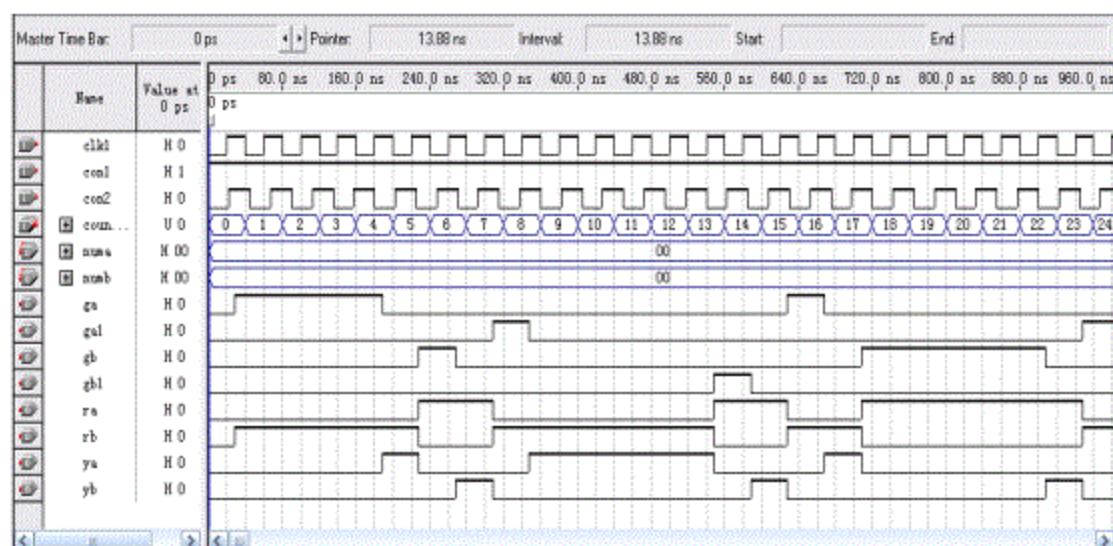 Master Time Bar: 0 ps Pointer: 13.88 ns Interval: 13.88 ns Start: End:
Name Value at 0 ps 0 ps 80.0 ns 160.0 ns 240.0 ns 320.0 ns 400.0 ns 480.0 ns 560.0 ns 640.0 ns 720.0 ns 800.0 ns 880.0 ns 960.0 ns
0 ps
clk1 H 0
con1 H 1
con2 H 0
coun... U 0 0 1 2 3 4 5 6 7 8 9 10 11 12 13 14 15 16 17 18 19 20 21 22 23 24
numa H 00 00
numb H 00 00
ga H 0
ga1 H 0
gb H 0
gb1 H 0
ra H 0
rb H 0
ya H 0
yb H 0